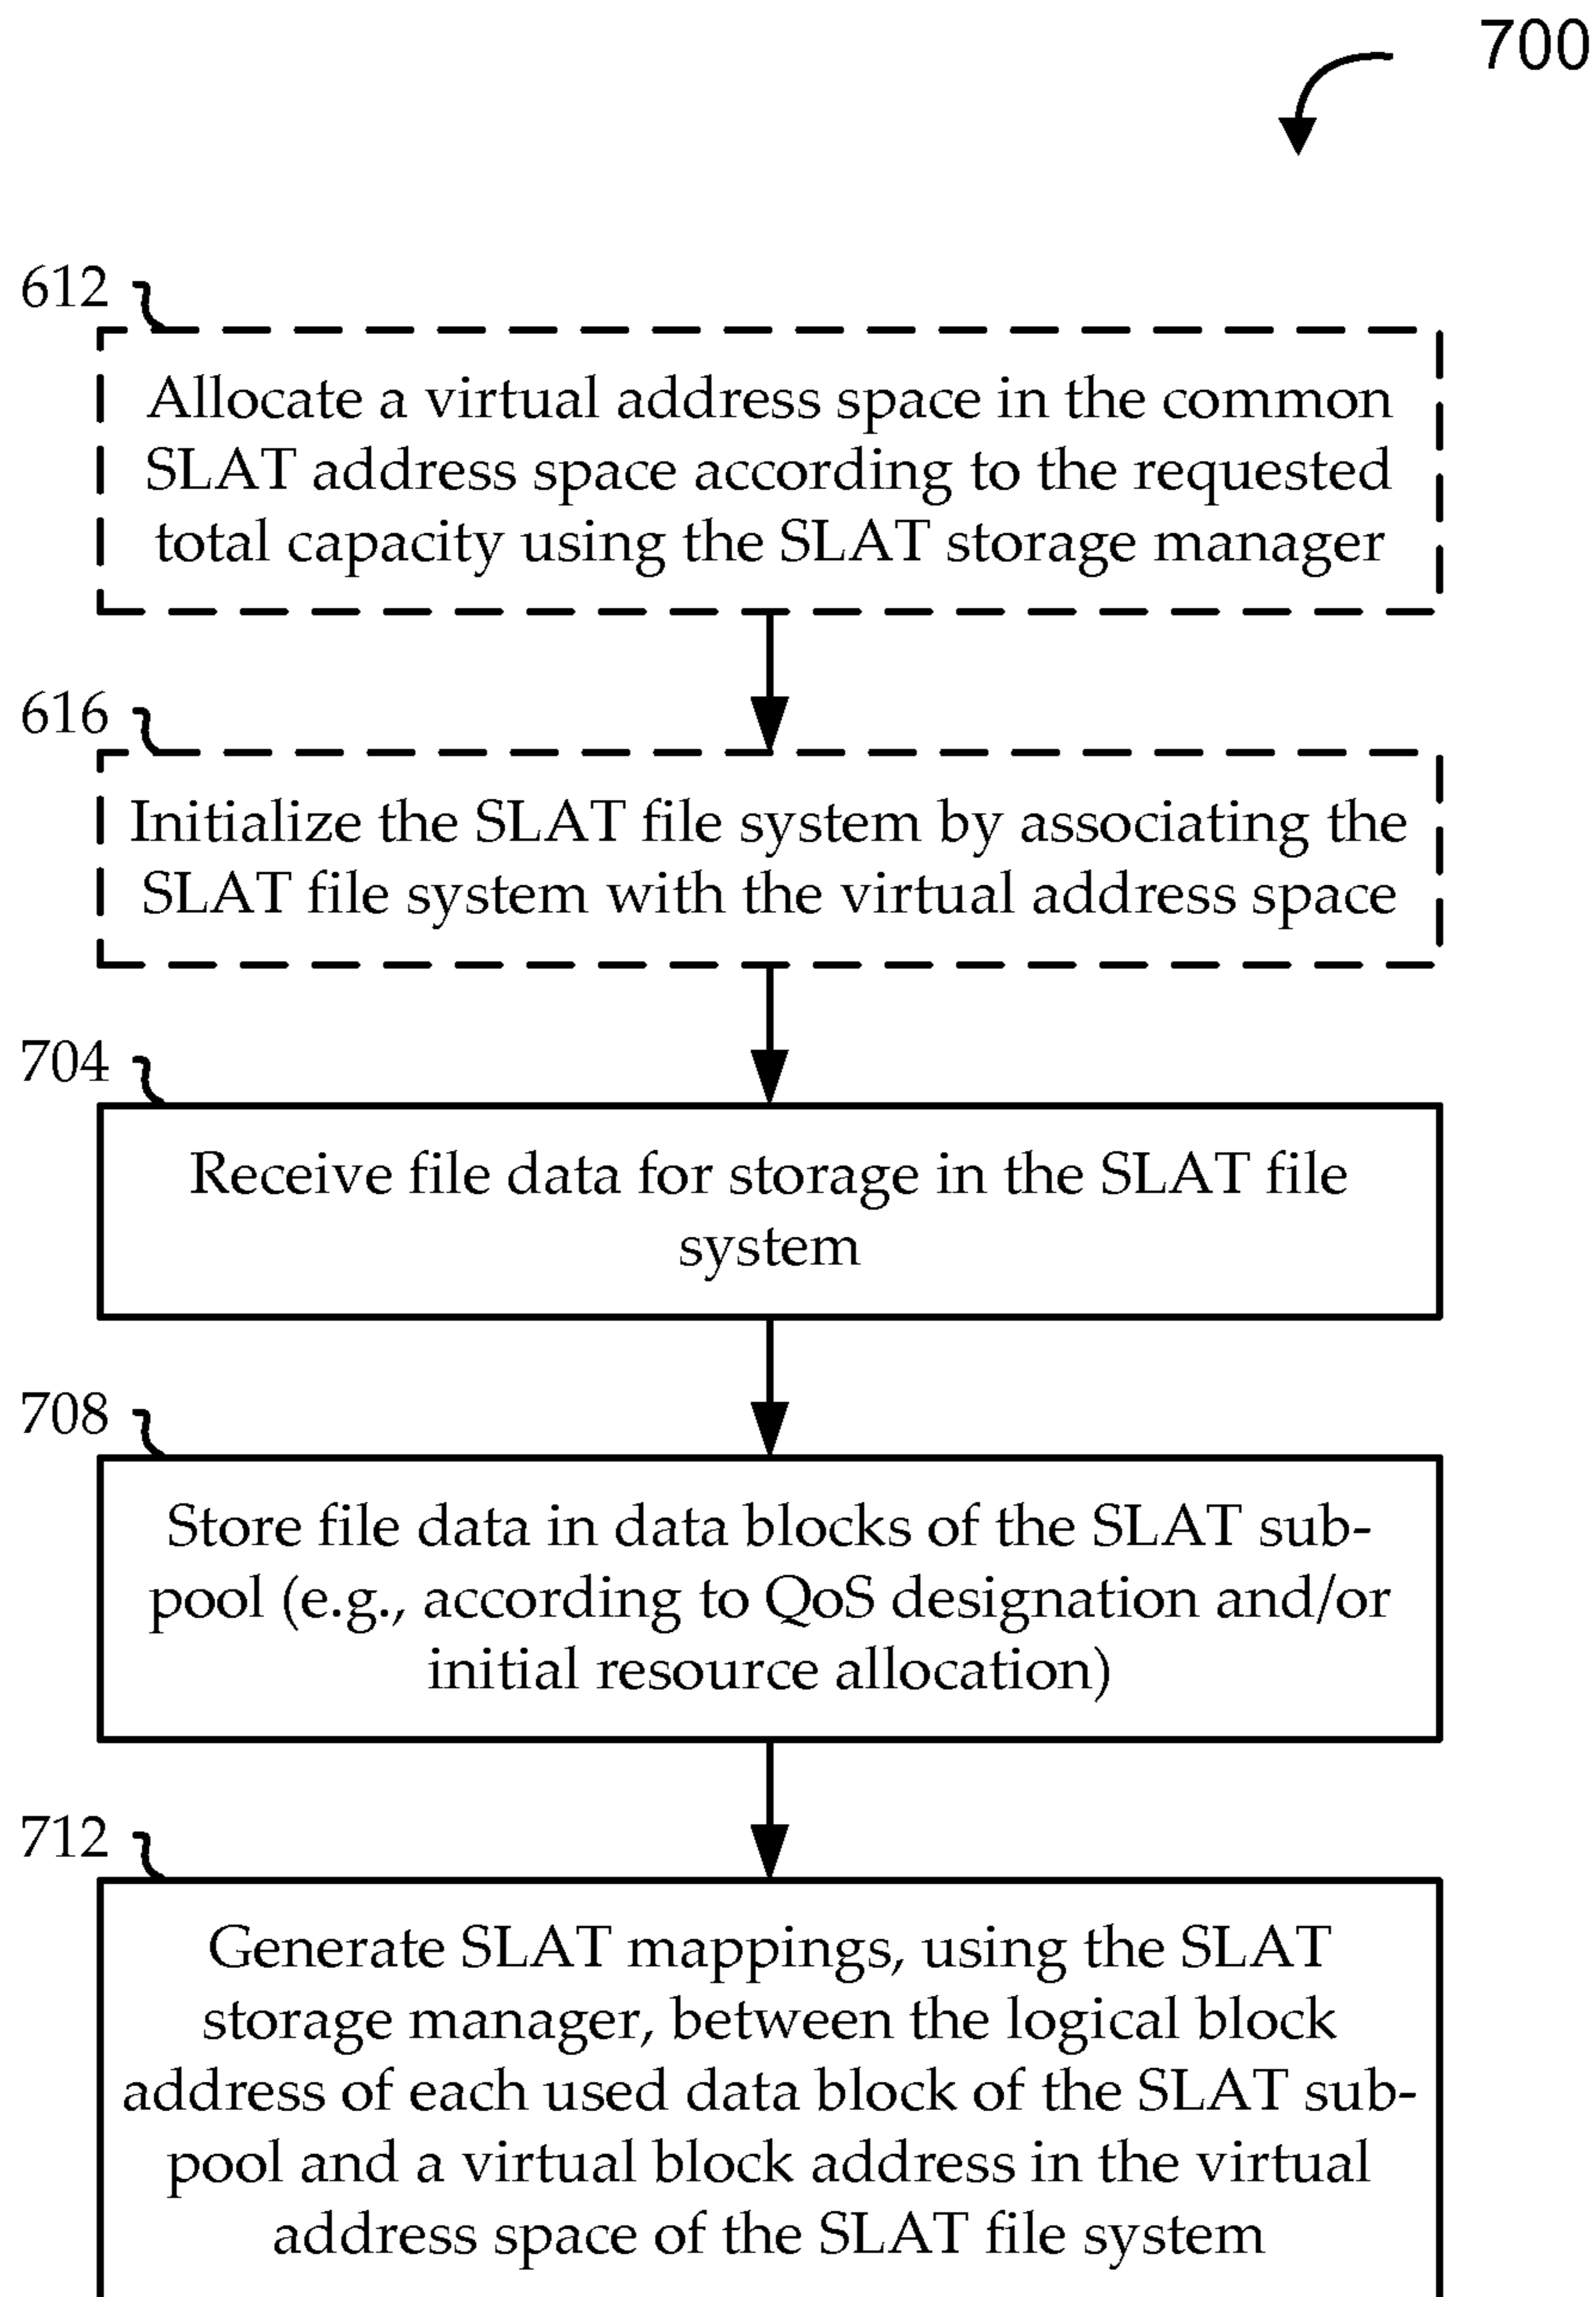 700
612
Allocate a virtual address space in the common
SLAT address space according to the requested
total capacity using the SLAT storage manager
616
Initialize the SLAT file system by associating the
SLAT file system with the virtual address space
704
Receive file data for storage in the SLAT file
system
708
Store file data in data blocks of the SLAT sub-
pool (e.g., according to QoS designation and/or
initial resource allocation)
712
Generate SLAT mappings, using the SLAT
storage manager, between the logical block
address of each used data block of the SLAT sub-
pool and a virtual block address in the virtual
address space of the SLAT file system